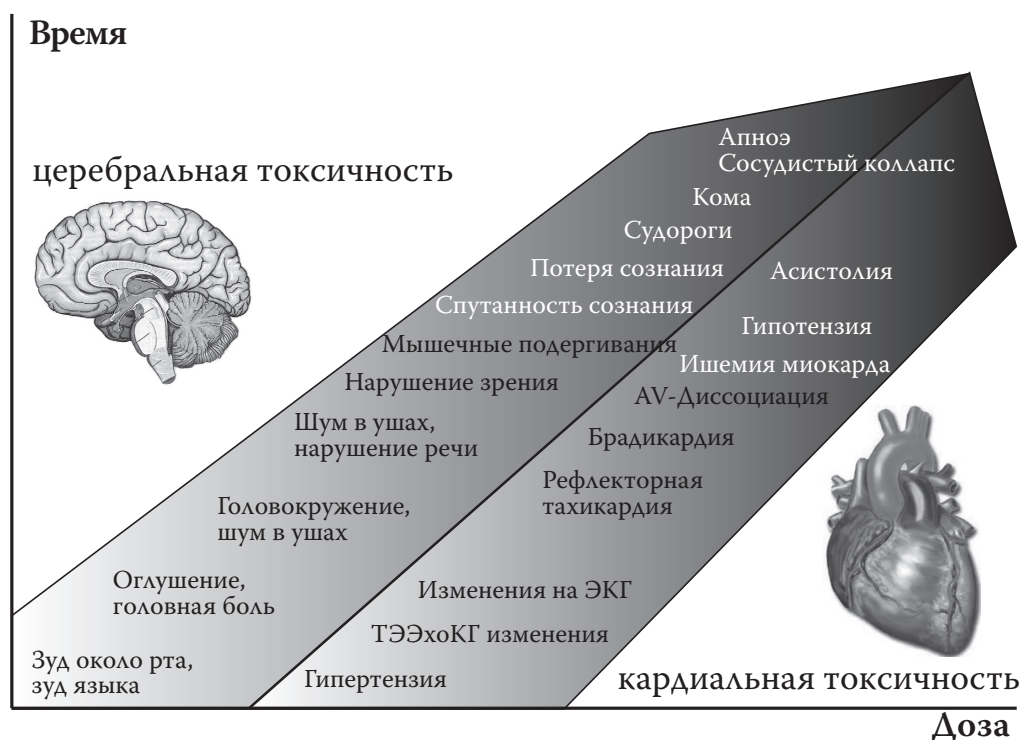 Время
церебральная токсичность
Апноэ
Сосудистый коллапс
Кома
Судороги
Потеря сознания
Спутанность сознания
Мышечные подергивания
Нарушение зрения
Шум в ушах,
нарушение речи
Головокружение,
шум в ушах
Оглушение,
головная боль
Зуд около рта,
зуд языка
Асистолия
Гипотензия
Ишемия миокарда
AV-Диссоциация
Брадикардия
Рефлекторная
тахикардия
Изменения на ЭКГ
ТЭЭхоКГ изменения
Гипертензия
кардиальная токсичность
Доза